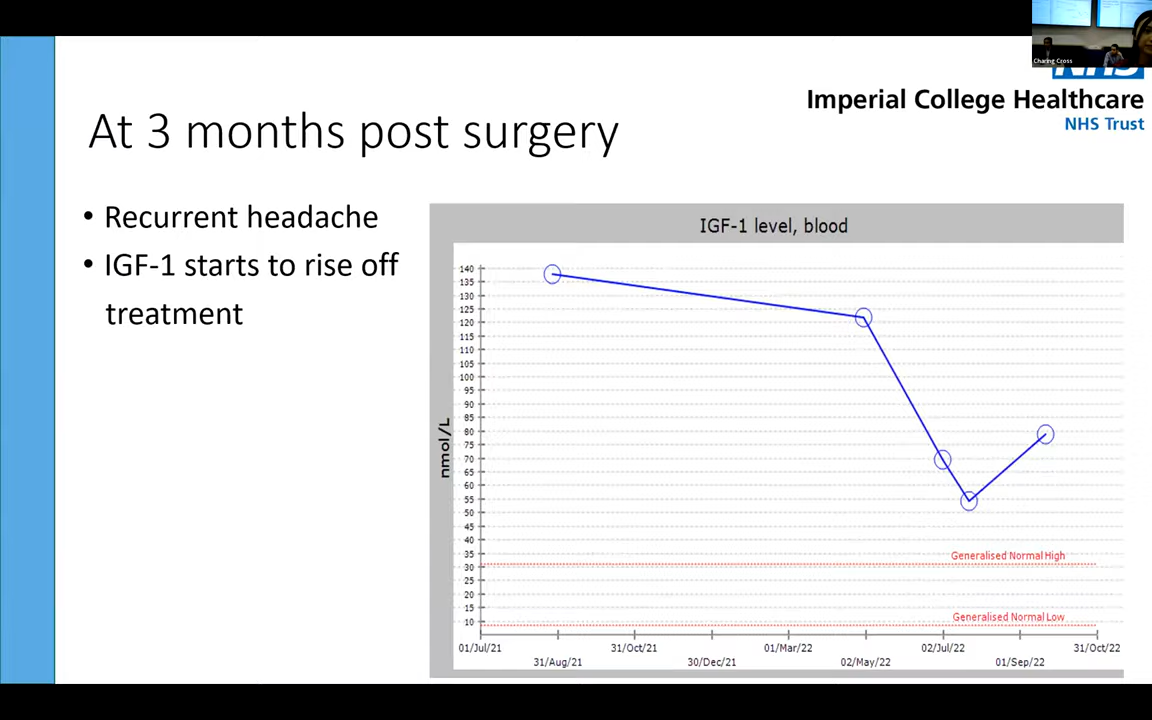 Charing Cross
NHS
Imperial College Healthcare
NHS Trust
At 3 months post surgery
• Recurrent headache
• IGF-1 starts to rise off
treatment
IGF-1 level, blood
nmol/L
140
135
130
125
120
115
110
105
100
95
90
85
80
75
70
65
60
55
50
45
40
35
30
25
20
15
10
Generalised Normal High
Generalised Normal Low
01/Jul/21
31/Aug/21
31/Oct/21
30/Dec/21
01/Mar/22
02/May/22
02/Jul/22
01/Sep/22
31/Oct/22